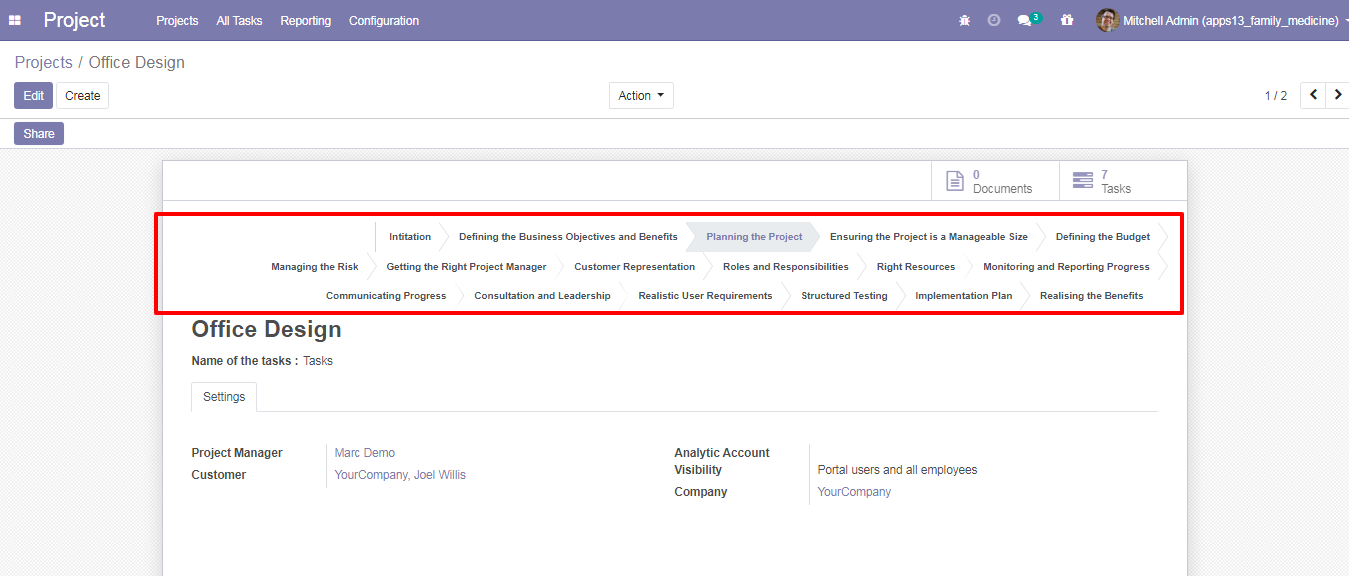 Project Projects All Tasks Reporting Configuration 3 Mitchell Admin (apps13_family_medicine)
Projects / Office Design
Edit Create Action 1 / 2
Share
0 Documents
7 Tasks
Intitation Defining the Business Objectives and Benefits Planning the Project Ensuring the Project is a Manageable Size Defining the Budget
Managing the Risk Getting the Right Project Manager Customer Representation Roles and Responsibilities Right Resources Monitoring and Reporting Progress
Communicating Progress Consultation and Leadership Realistic User Requirements Structured Testing Implementation Plan Realising the Benefits
Office Design
Name of the tasks : Tasks
Settings
Project Manager Marc Demo
Customer YourCompany, Joel Willis
Analytic Account
Visibility Portal users and all employees
Company YourCompany